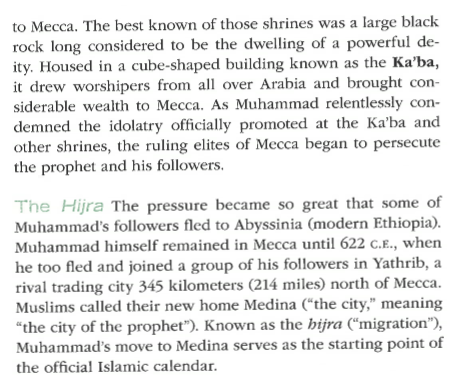 to Mecca. The best known of those shrines was a large black
rock long considered to be the dwelling of a powerful de-
ity. Housed in a cube-shaped building known as the Ka'ba,
it drew worshipers from all over Arabia and brought con-
siderable wealth to Mecca. As Muhammad relentlessly con-
demned the idolatry officially promoted at the Ka'ba and
other shrines, the ruling elites of Mecca began to persecute
the prophet and his followers.
The Hijra The pressure became so great that some of
Muhammad's followers fled to Abyssinia (modern Ethiopia).
Muhammad himself remained in Mecca until 622 C.E., when
he too fled and joined a group of his followers in Yathrib, a
rival trading city 345 kilometers (214 miles) north of Mecca.
Muslims called their new home Medina ("the city," meaning
"the city of the prophet"). Known as the hijra ("migration"),
Muhammad's move to Medina serves as the starting point of
the official Islamic calendar.